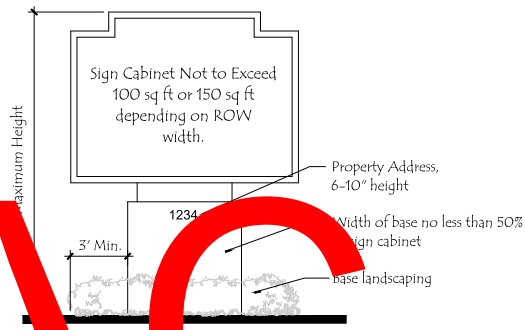 Sign Cabinet Not to Exceed
100 sq ft or 150 sq ft
depending on ROW
width.
Maximum Height
Property Address,
6-10" height
1234
Width of base no less than 50%
sign cabinet
3' Min.
Base landscaping